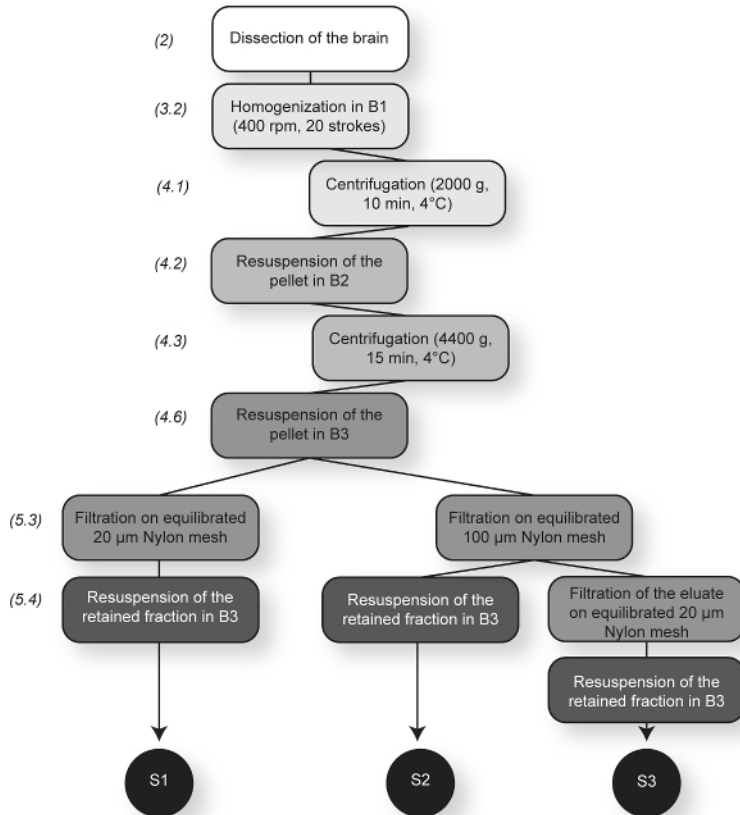 (2)
Dissection of the brain
(3.2)
Homogenization in B1
(400 rpm, 20 strokes)
(4.1)
Centrifugation (2000 g,
10 min, 4°C)
(4.2)
Resuspension of the
pellet in B2
(4.3)
Centrifugation (4400 g,
15 min, 4°C)
(4.6)
Resuspension of the
pellet in B3
(5.3)
Filtration on equilibrated
20 µm Nylon mesh
Filtration on equilibrated
100 µm Nylon mesh
(5.4)
Resuspension of the
retained fraction in B3
Resuspension of the
retained fraction in B3
Filtration of the eluate
on equilibrated 20 µm
Nylon mesh
Resuspension of the
retained fraction in B3
S1
S2
S3